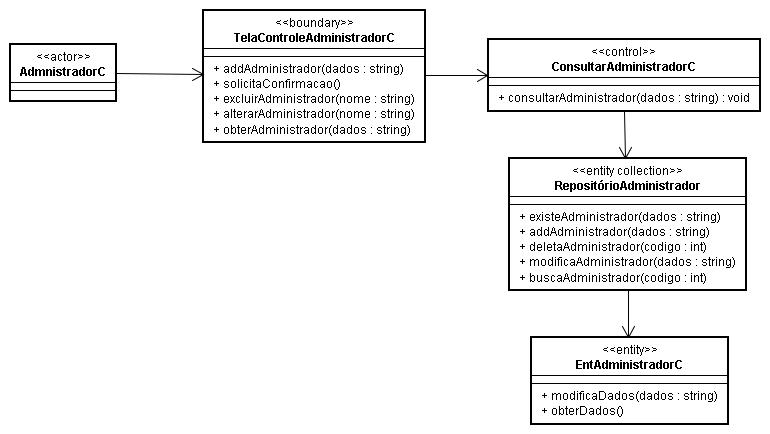 <<actor>>
AdmnistradorC
<<boundary>>
TelaControleAdministradorC
+ addAdministrador(dados : string)
+ solicitaConfirmacao()
+ excluirAdministrador(nome : string)
+ alterarAdministrador(nome : string)
+ obterAdministrador(dados : string)
<<control>>
ConsultarAdministradorC
+ consultarAdministrador(dados : string) : void
<<entity collection>>
RepositórioAdministrador
+ existeAdministrador(dados : string)
+ addAdministrador(dados : string)
+ deletaAdministrador(codigo : int)
+ modificaAdministrador(dados : string)
+ buscaAdministrador(codigo : int)
<<entity>>
EntAdministradorC
+ modificaDados(dados : string)
+ obterDados()